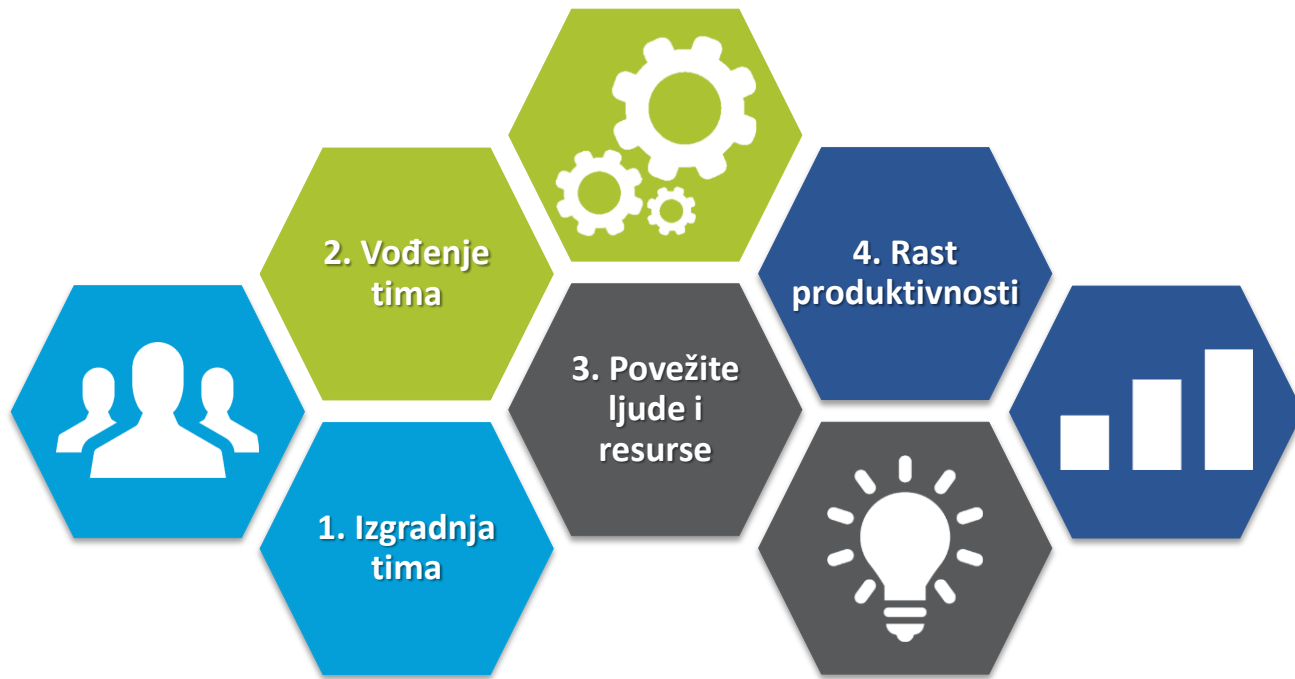 1. Izgradnja
tima
2. Vođenje
tima
3. Povežite
ljude i
resurse
4. Rast
produktivnosti